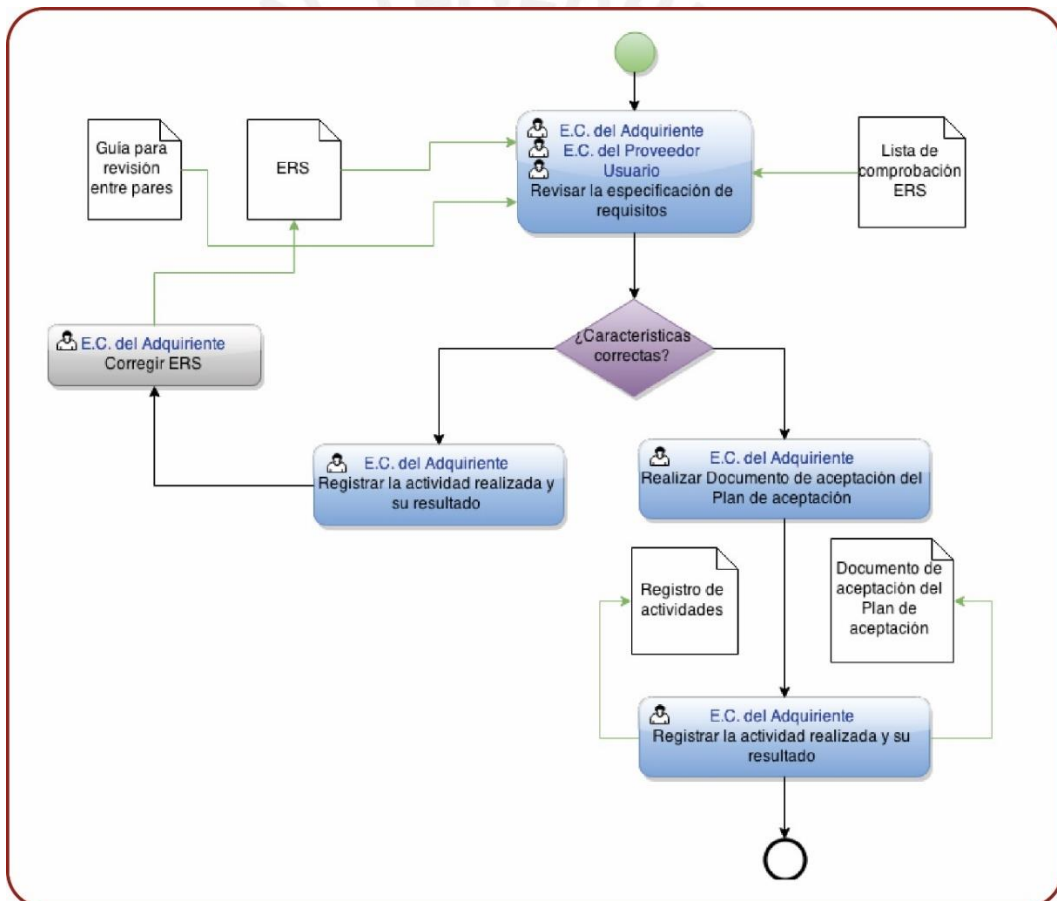 Guía para
revisión
entre pares
ERS
E.C. del Adquiriente
E.C. del Proveedor
Usuario
Revisar la especificación de
requisitos
Lista de
comprobación
ERS
¿Características
correctas?
E.C. del Adquiriente
Corregir ERS
E.C. del Adquiriente
Registrar la actividad realizada y
su resultado
E.C. del Adquiriente
Realizar Documento de aceptación del
Plan de aceptación
Registro de
actividades
Documento de
aceptación del
Plan de
aceptación
E.C. del Adquiriente
Registrar la actividad realizada y su
resultado